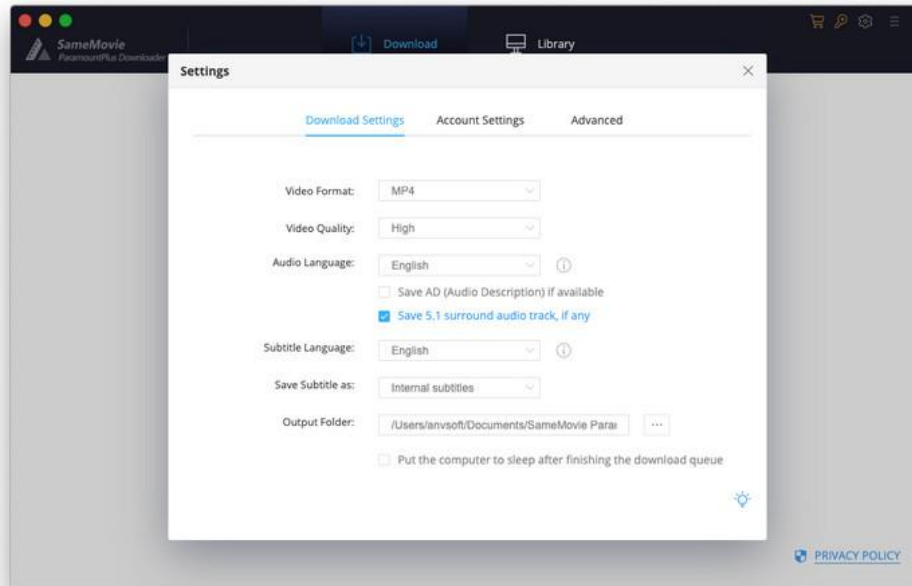 SameMovie
ParamountPlus Downloader
Download
Library
Settings
Download Settings
Account Settings
Advanced
Video Format:
MP4
Video Quality:
High
Audio Language:
English
Save AD (Audio Description) if available
Save 5.1 surround audio track, if any
Subtitle Language:
English
Save Subtitle as:
Internal subtitles
Output Folder:
/Users/anvsoft/Documents/SameMovie Para
Put the computer to sleep after finishing the download queue
PRIVACY POLICY